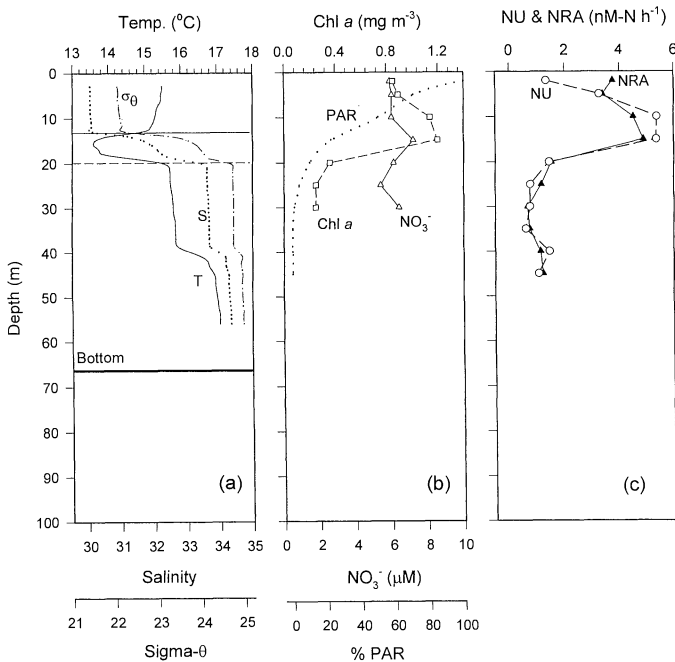 Temp. (°C)
13 14 15 16 17 18
Chl a (mg m-3)
0.0 0.4 0.8 1.2
NU & NRA (nM-N h-1)
0 2 4 6
Depth (m)
0
10
20
30
40
50
60
70
80
90
100
σθ
S
T
Bottom
(a)
PAR
Chl a
NO3-
(b)
NU
NRA
(c)
30 31 32 33 34 35
Salinity
21 22 23 24 25
Sigma-θ
0 2 4 6 8 10
NO3- (μM)
0 20 40 60 80 100
% PAR